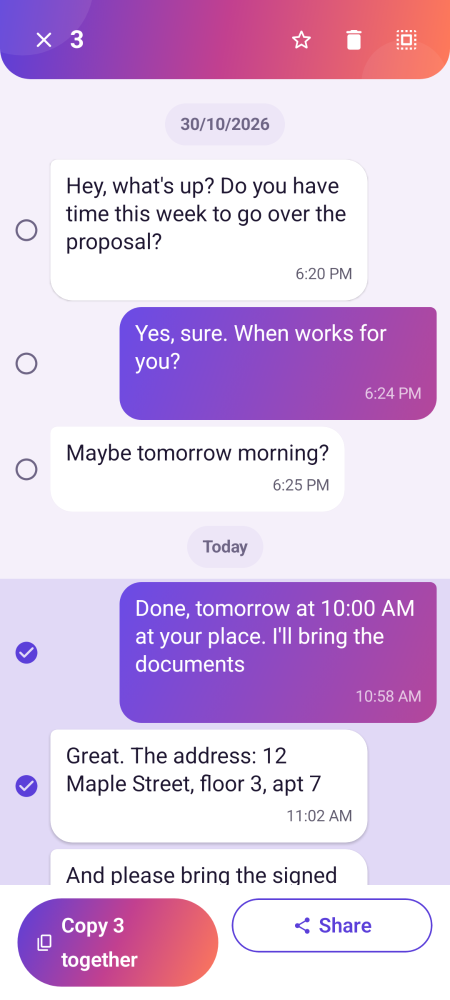 3
30/10/2026
Hey, what's up? Do you have
time this week to go over the
proposal?
6:20 PM
Yes, sure. When works for
you?
6:24 PM
Maybe tomorrow morning?
6:25 PM
Today
Done, tomorrow at 10:00 AM
at your place. I'll bring the
documents
10:58 AM
Great. The address: 12
Maple Street, floor 3, apt 7
11:02 AM
And please bring the signed
Copy 3
together
Share